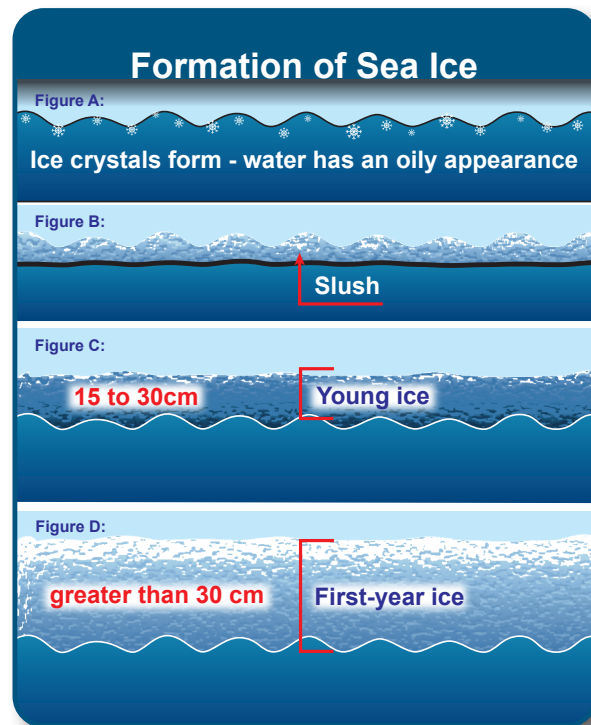 Formation of Sea Ice
Figure A:
Ice crystals form - water has an oily appearance
Figure B:
Slush
Figure C:
15 to 30cm
Young ice
Figure D:
greater than 30 cm
First-year ice